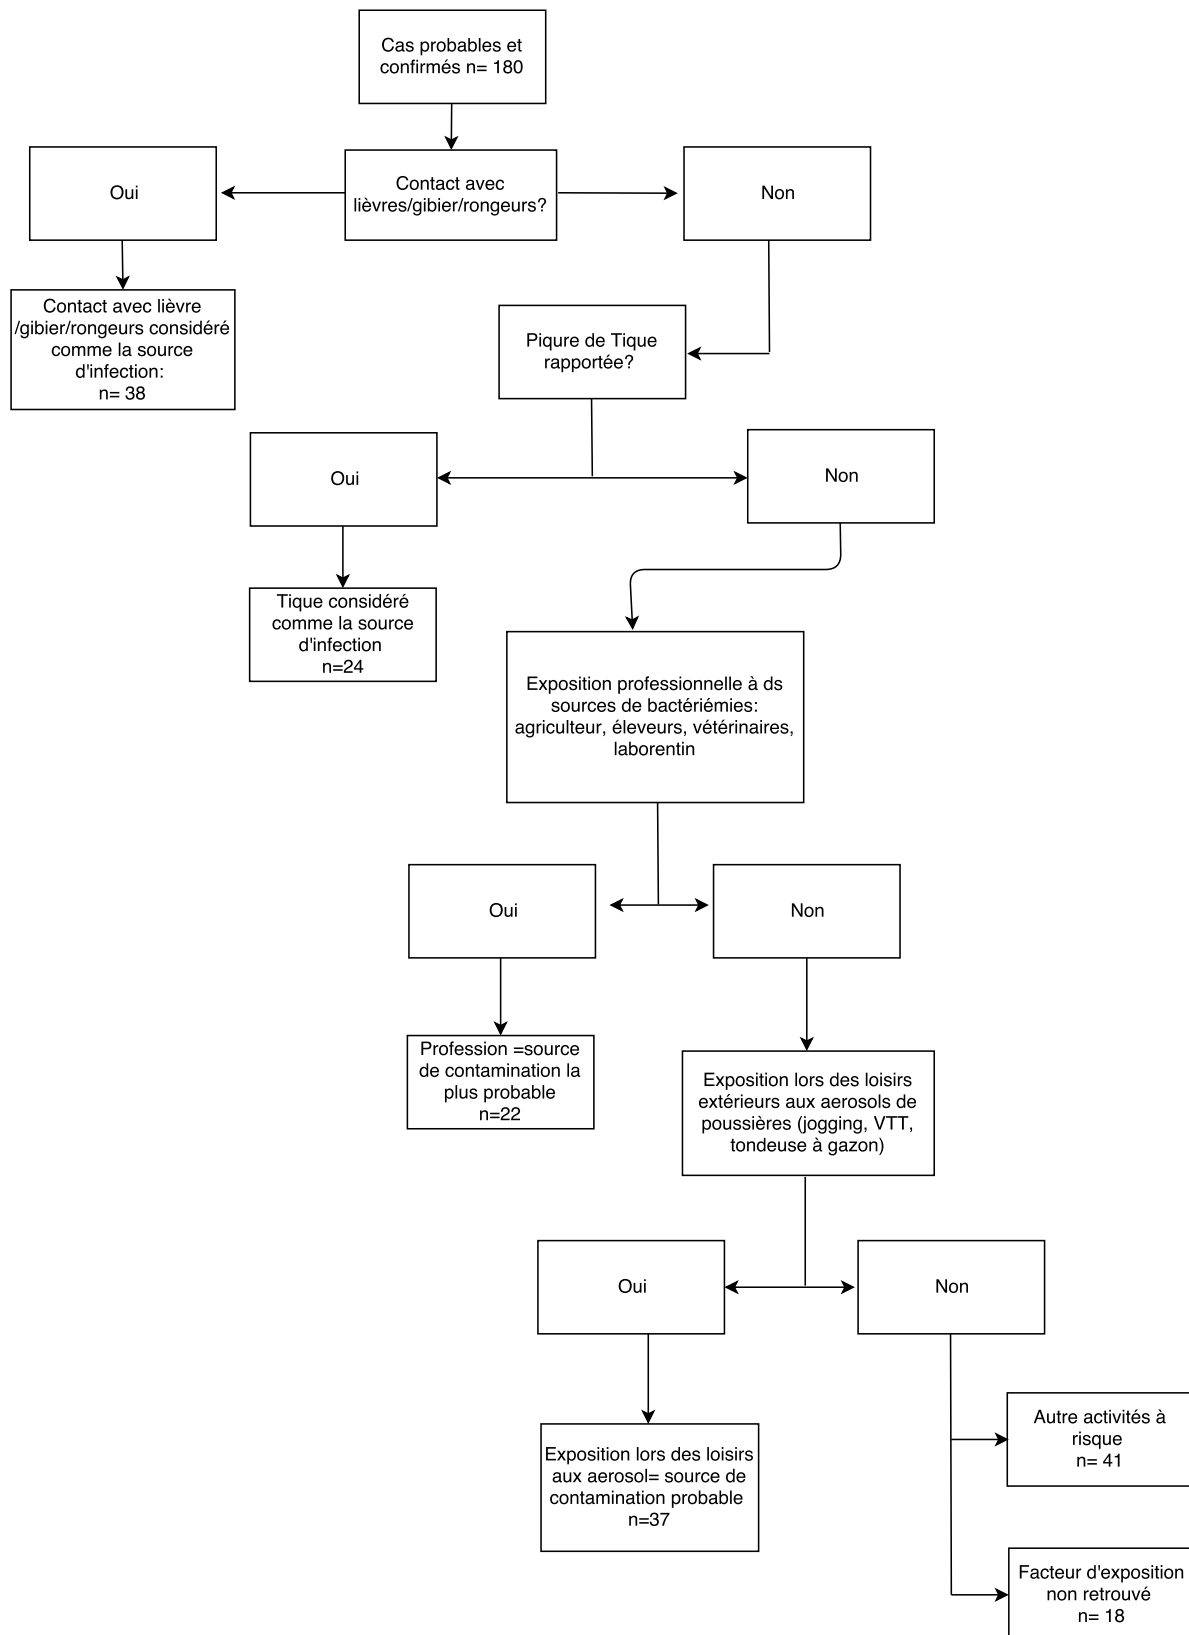 Cas probables et
confirmés n= 180
Oui
Contact avec
lièvres/gibier/rongeurs?
Non
Contact avec lièvre
/gibier/rongeurs considéré
comme la source
d'infection:
n= 38
Piqure de Tique
rapportée?
Oui
Non
Tique considéré
comme la source
d'infection
n=24
Exposition professionnelle à ds
sources de bactériémies:
agriculteur, éleveurs, vétérinaires,
laborentin
Oui
Non
Profession =source
de contamination la
plus probable
n=22
Exposition lors des loisirs
extérieurs aux aerosols de
poussières (jogging, VTT,
tondeuse à gazon)
Oui
Non
Exposition lors des loisirs
aux aerosol= source de
contamination probable
n=37
Autre activités à
risque
n= 41
Facteur d'exposition
non retrouvé
n= 18